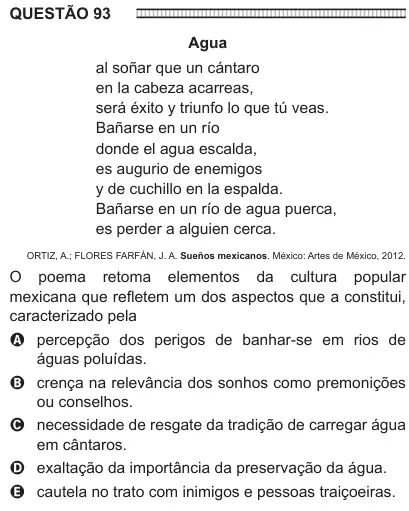 QUESTÃO 93
Agua
al soñar que un cántaro
en la cabeza acarreas,
será éxito y triunfo lo que tú veas.
Bañarse en un río
donde el agua escalda,
es augurio de enemigos
y de cuchillo en la espalda.
Bañarse en un río de agua puerca,
es perder a alguien cerca.
ORTIZ, A.; FLORES FARFÁN, J. A. Sueños mexicanos. México: Artes de México, 2012.
O poema retoma elementos da cultura popular
mexicana que refletem um dos aspectos que a constitui,
caracterizado pela
A percepção dos perigos de banhar-se em rios de
águas poluídas.
B crença na relevância dos sonhos como premonições
ou conselhos.
C necessidade de resgate da tradição de carregar água
em cântaros.
D exaltação da importância da preservação da água.
E cautela no trato com inimigos e pessoas traiçoeiras.